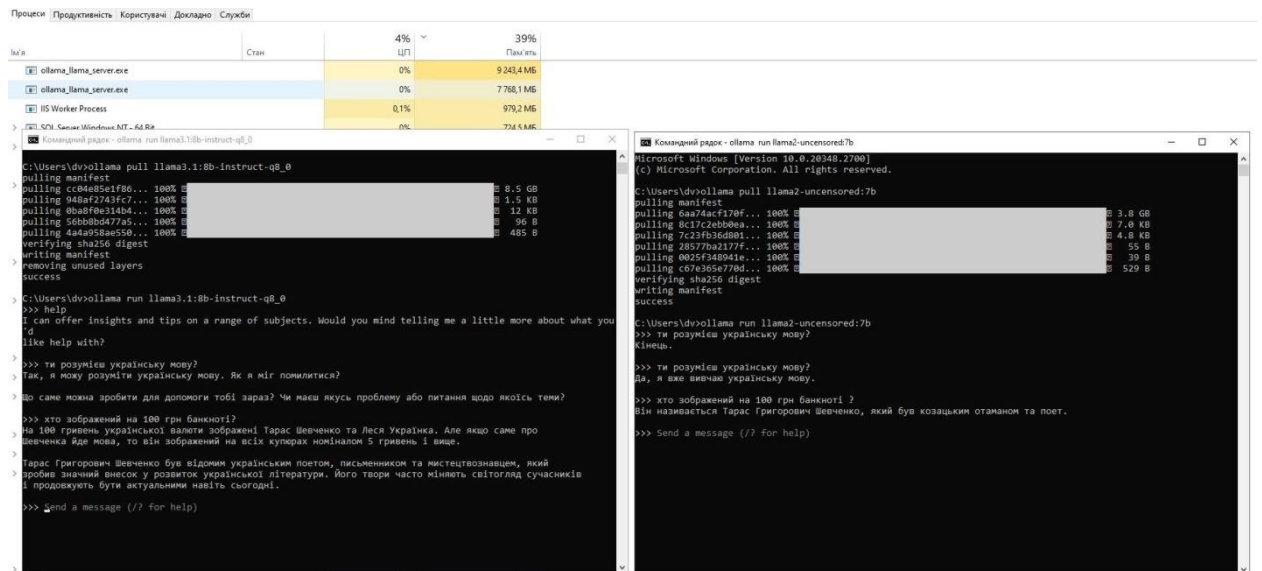 Процеси Продуктивність Користувачі Докладно Служби
4% 39%
Ім'я Стан ЦП Пам'ять
ollama_llama_server.exe 0% 9 243,4 МБ
ollama_llama_server.exe 0% 7 768,1 МБ
IIS Worker Process 0,1% 979,2 МБ
SQL Server Windows NT - 64 Bit 0% 724,5 МБ
Командний рядок - ollama run llama3.1:8b-instruct-q8_0
C:\Users\dv>ollama pull llama3.1:8b-instruct-q8_0
pulling manifest
pulling cc04e85e1f86... 100% 8.5 GB
pulling 948af2743fc7... 100% 1.5 KB
pulling 0ba8f0e314b4... 100% 12 KB
pulling 56bb8bd477a5... 100% 96 B
pulling 4a4a958ae550... 100% 485 B
verifying sha256 digest
writing manifest
removing unused layers
success
C:\Users\dv>ollama run llama3.1:8b-instruct-q8_0
>>> help
I can offer insights and tips on a range of subjects. Would you mind telling me a little more about what you
'd
like help with?
>>> ти розумієш українську мову?
Так, я можу розуміти українську мову. Як я міг помилитися?
Що саме можна зробити для допомоги тобі зараз? Чи маєш якусь проблему або питання щодо якоїсь теми?
>>> хто зображений на 100 грн банкноті?
На 100 гривень української валюти зображені Тарас Шевченко та Леся Українка. Але якщо саме про
Шевченка йде мова, то він зображений на всіх купюрах номіналом 5 гривень і вище.
Тарас Григорович Шевченко був відомим українським поетом, письменником та мистецтвознавцем, який
зробив значний внесок у розвиток української літератури. Його твори часто міняють світогляд сучасників
і продовжують бути актуальними навіть сьогодні.
>>> Send a message (/? for help)
Командний рядок - ollama run llama2-uncensored:7b
Microsoft Windows [Version 10.0.20348.2700]
(c) Microsoft Corporation. All rights reserved.
C:\Users\dv>ollama pull llama2-uncensored:7b
pulling manifest
pulling 6aa74acf170f... 100% 3.8 GB
pulling 8c17c2ebb0ea... 100% 7.0 KB
pulling 7c23fb36d801... 100% 4.8 KB
pulling 28577ba2177f... 100% 55 B
pulling 0025f348941e... 100% 39 B
pulling c67e365e770d... 100% 529 B
verifying sha256 digest
writing manifest
success
C:\Users\dv>ollama run llama2-uncensored:7b
>>> ти розумієш українську мову?
Кінець.
>>> ти розумієш українську мову?
Да, я вже вивчаю українську мову.
>>> хто зображений на 100 грн банкноті ?
Він називається Тарас Григорович Шевченко, який був козацьким отаманом та поет.
>>> Send a message (/? for help)